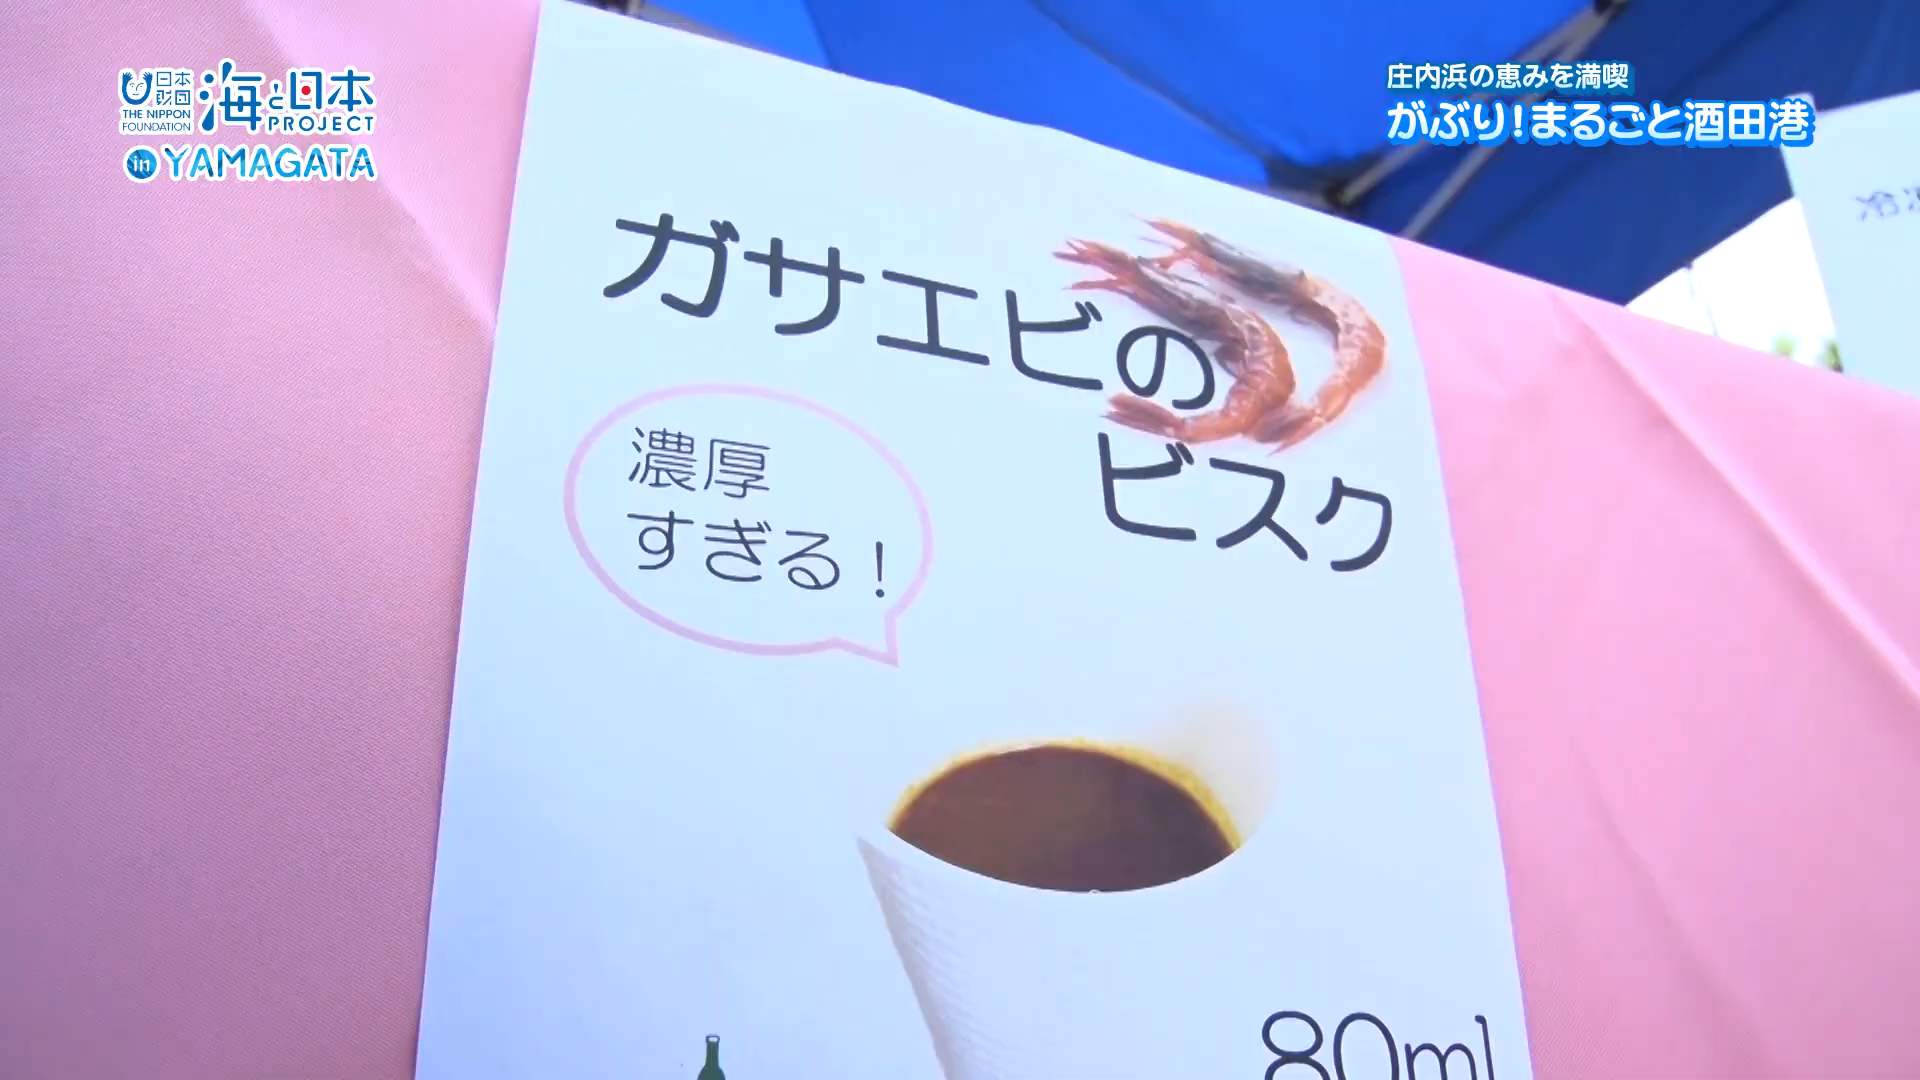 日本
財団
THE NIPPON
FOUNDATION
海と日本
PROJECT
in YAMAGATA
庄内浜の恵みを満喫
がぶり!まるごと酒田港
ガサエビの
ビスク
濃厚
すぎる!
80ml